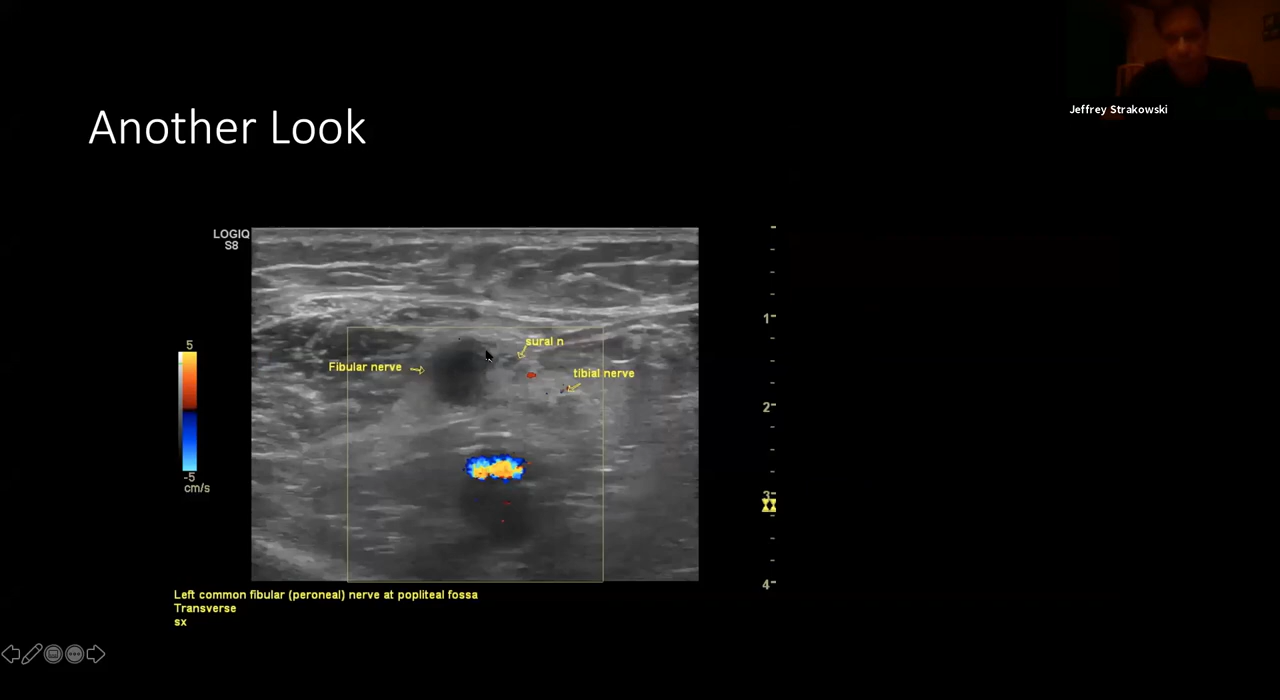 Jeffrey Strakowski
Another Look
LOGIQ
S8
sural n
Fibular nerve
tibial nerve
5
-5
cm/s
1
2
3
4
Left common fibular (peroneal) nerve at popliteal fossa
Transverse
sx